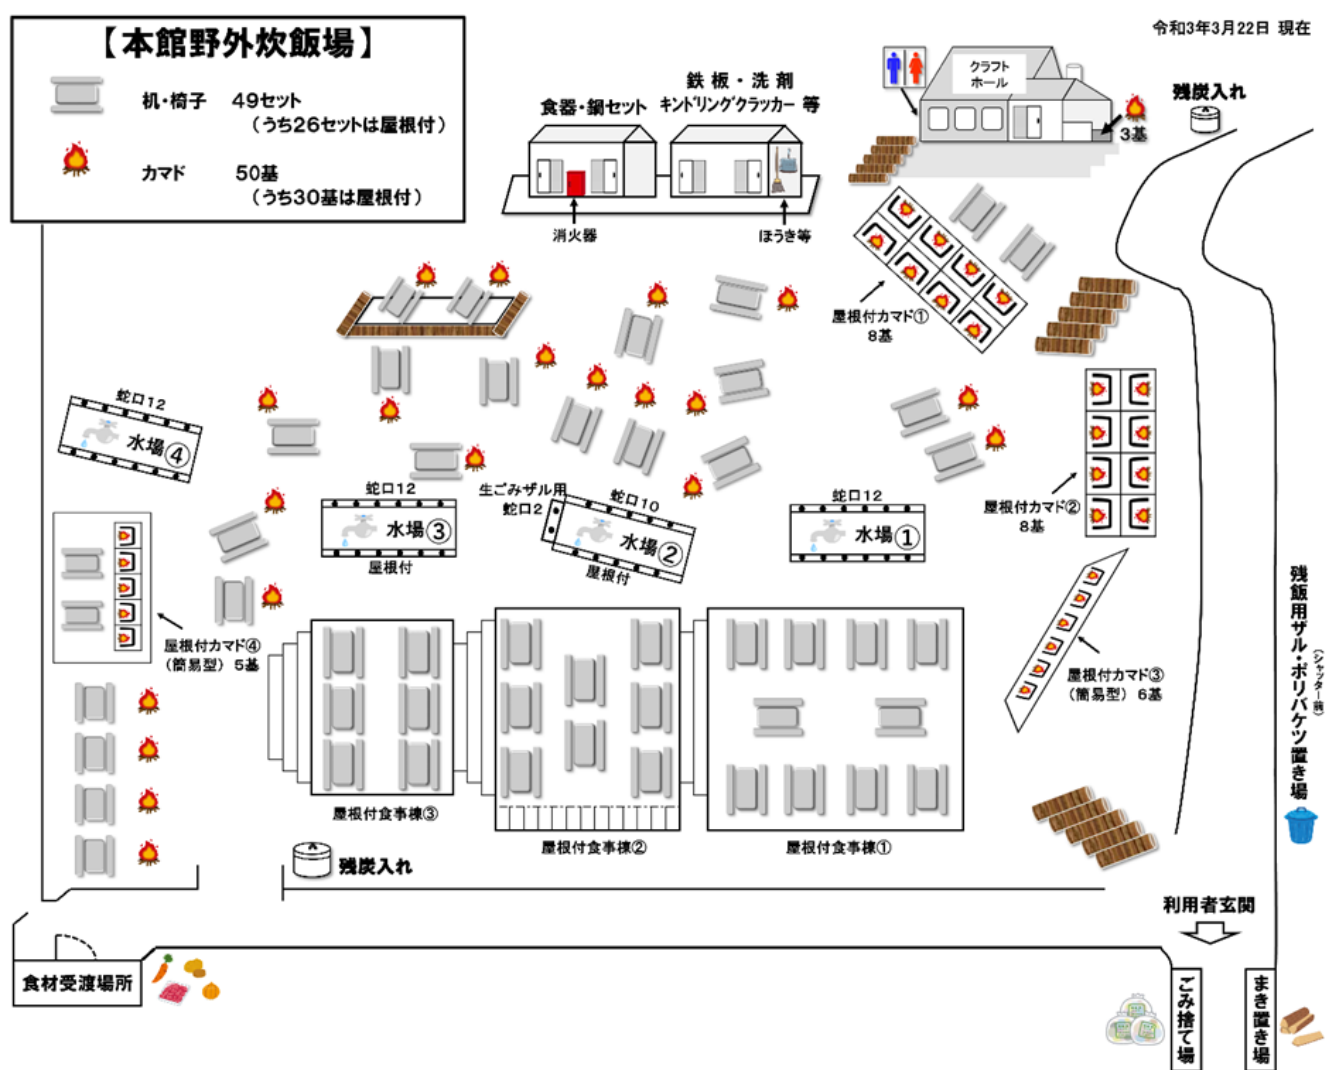 【本館野外炊飯場】
机・椅子　49セット
（うち26セットは屋根付）
カマド　50基
（うち30基は屋根付）
令和3年3月22日 現在
食器・鍋セット
鉄板・洗剤
キンドリングクラッカー 等
クラフト
ホール
3基
残炭入れ
消火器
ほうき等
屋根付カマド①
8基
蛇口12
水場④
蛇口12
水場③
屋根付
生ごみザル用
蛇口2
蛇口10
水場②
屋根付
蛇口12
水場①
屋根付カマド②
8基
屋根付カマド④
（簡易型） 5基
屋根付カマド③
（簡易型） 6基
残飯用ザル・ポリバケツ置き場
（シャッター前）
屋根付食事棟③
屋根付食事棟②
屋根付食事棟①
残炭入れ
利用者玄関
食材受渡場所
ごみ捨て場
まき置き場